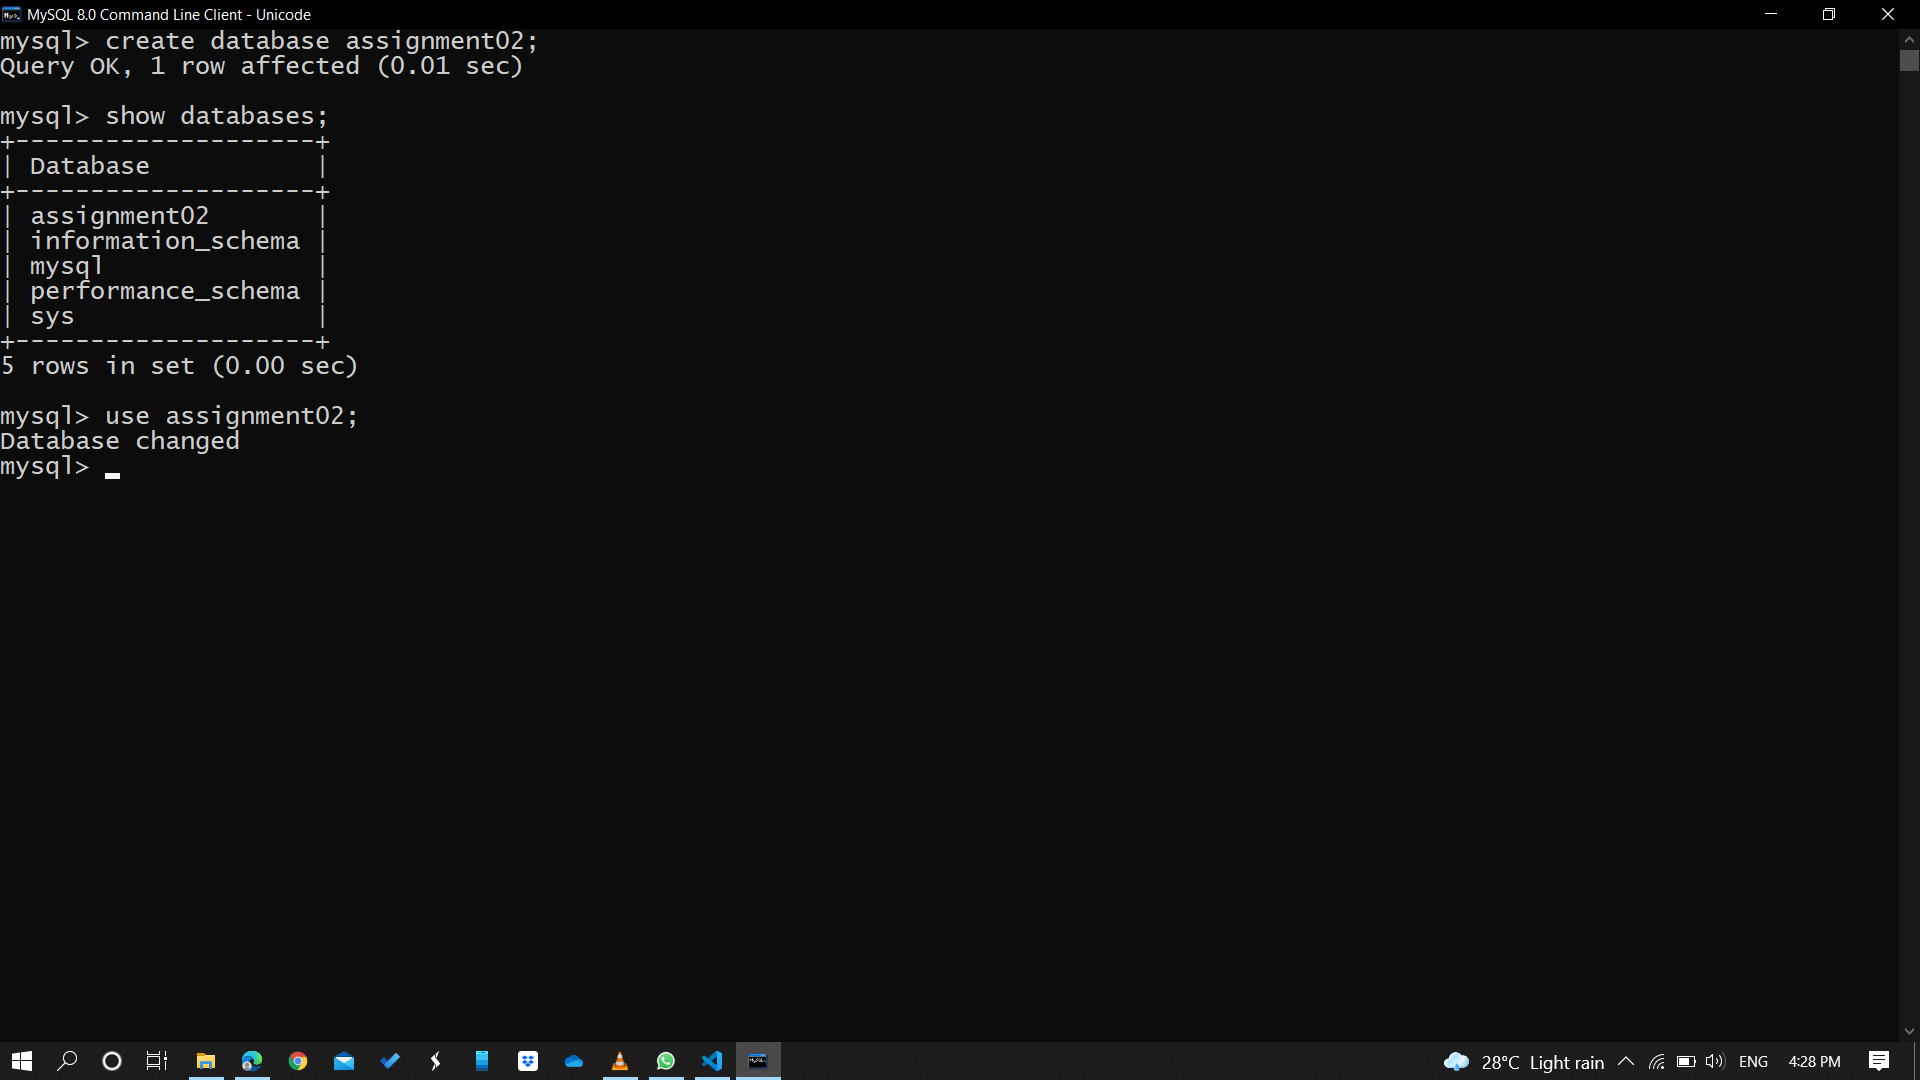 MySQL 8.0 Command Line Client - Unicode
mysql> create database assignment02;
Query OK, 1 row affected (0.01 sec)

mysql> show databases;
+--------------------+
| Database           |
+--------------------+
| assignment02       |
| information_schema |
| mysql              |
| performance_schema |
| sys                |
+--------------------+
5 rows in set (0.00 sec)

mysql> use assignment02;
Database changed
mysql> _
28°C Light rain ENG 4:28 PM